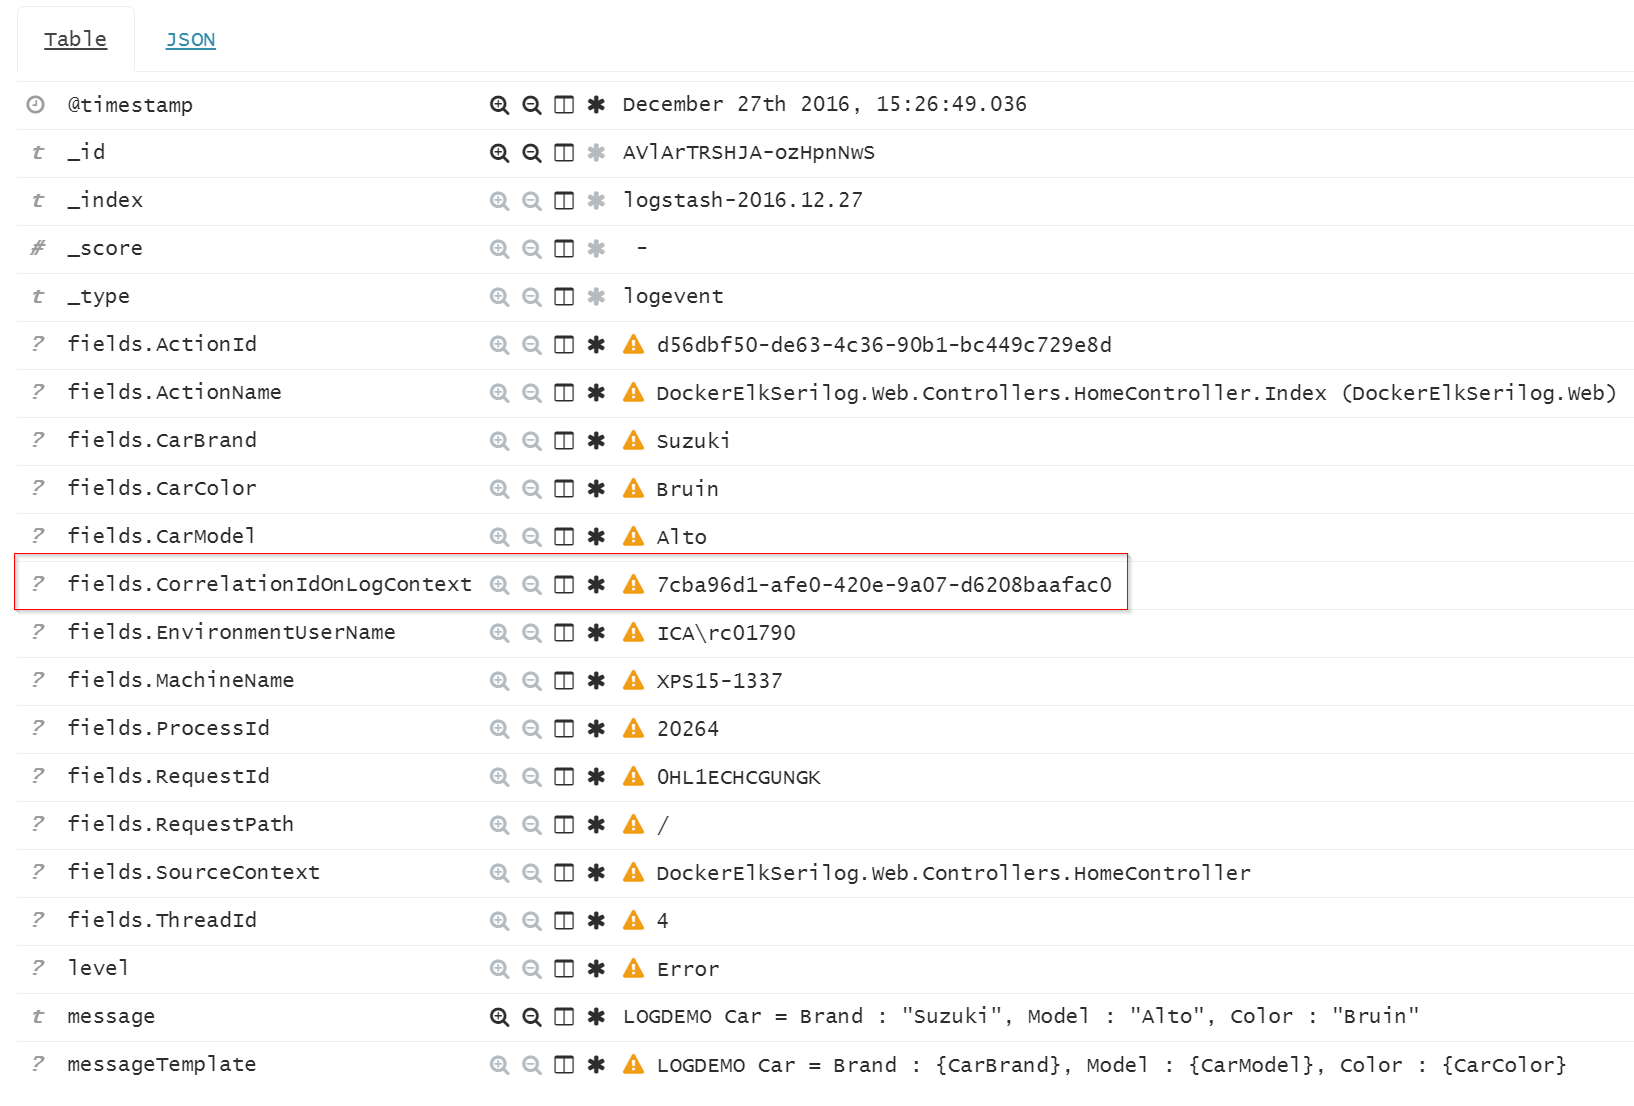 Table JSON
@timestamp December 27th 2016, 15:26:49.036
t _id AVlArTRSHJA-ozHpnNwS
t _index logstash-2016.12.27
# _score -
t _type logevent
? fields.ActionId d56dbf50-de63-4c36-90b1-bc449c729e8d
? fields.ActionName DockerElkSerilog.Web.Controllers.HomeController.Index (DockerElkSerilog.Web)
? fields.CarBrand Suzuki
? fields.CarColor Bruin
? fields.CarModel Alto
? fields.CorrelationIdOnLogContext 7cba96d1-afe0-420e-9a07-d6208baafac0
? fields.EnvironmentUserName ICA\rc01790
? fields.MachineName XPS15-1337
? fields.ProcessId 20264
? fields.RequestId 0HL1ECHCGUNGK
? fields.RequestPath /
? fields.SourceContext DockerElkSerilog.Web.Controllers.HomeController
? fields.ThreadId 4
? level Error
t message LOGDEMO Car = Brand : "Suzuki", Model : "Alto", Color : "Bruin"
? messageTemplate LOGDEMO Car = Brand : {CarBrand}, Model : {CarModel}, Color : {CarColor}